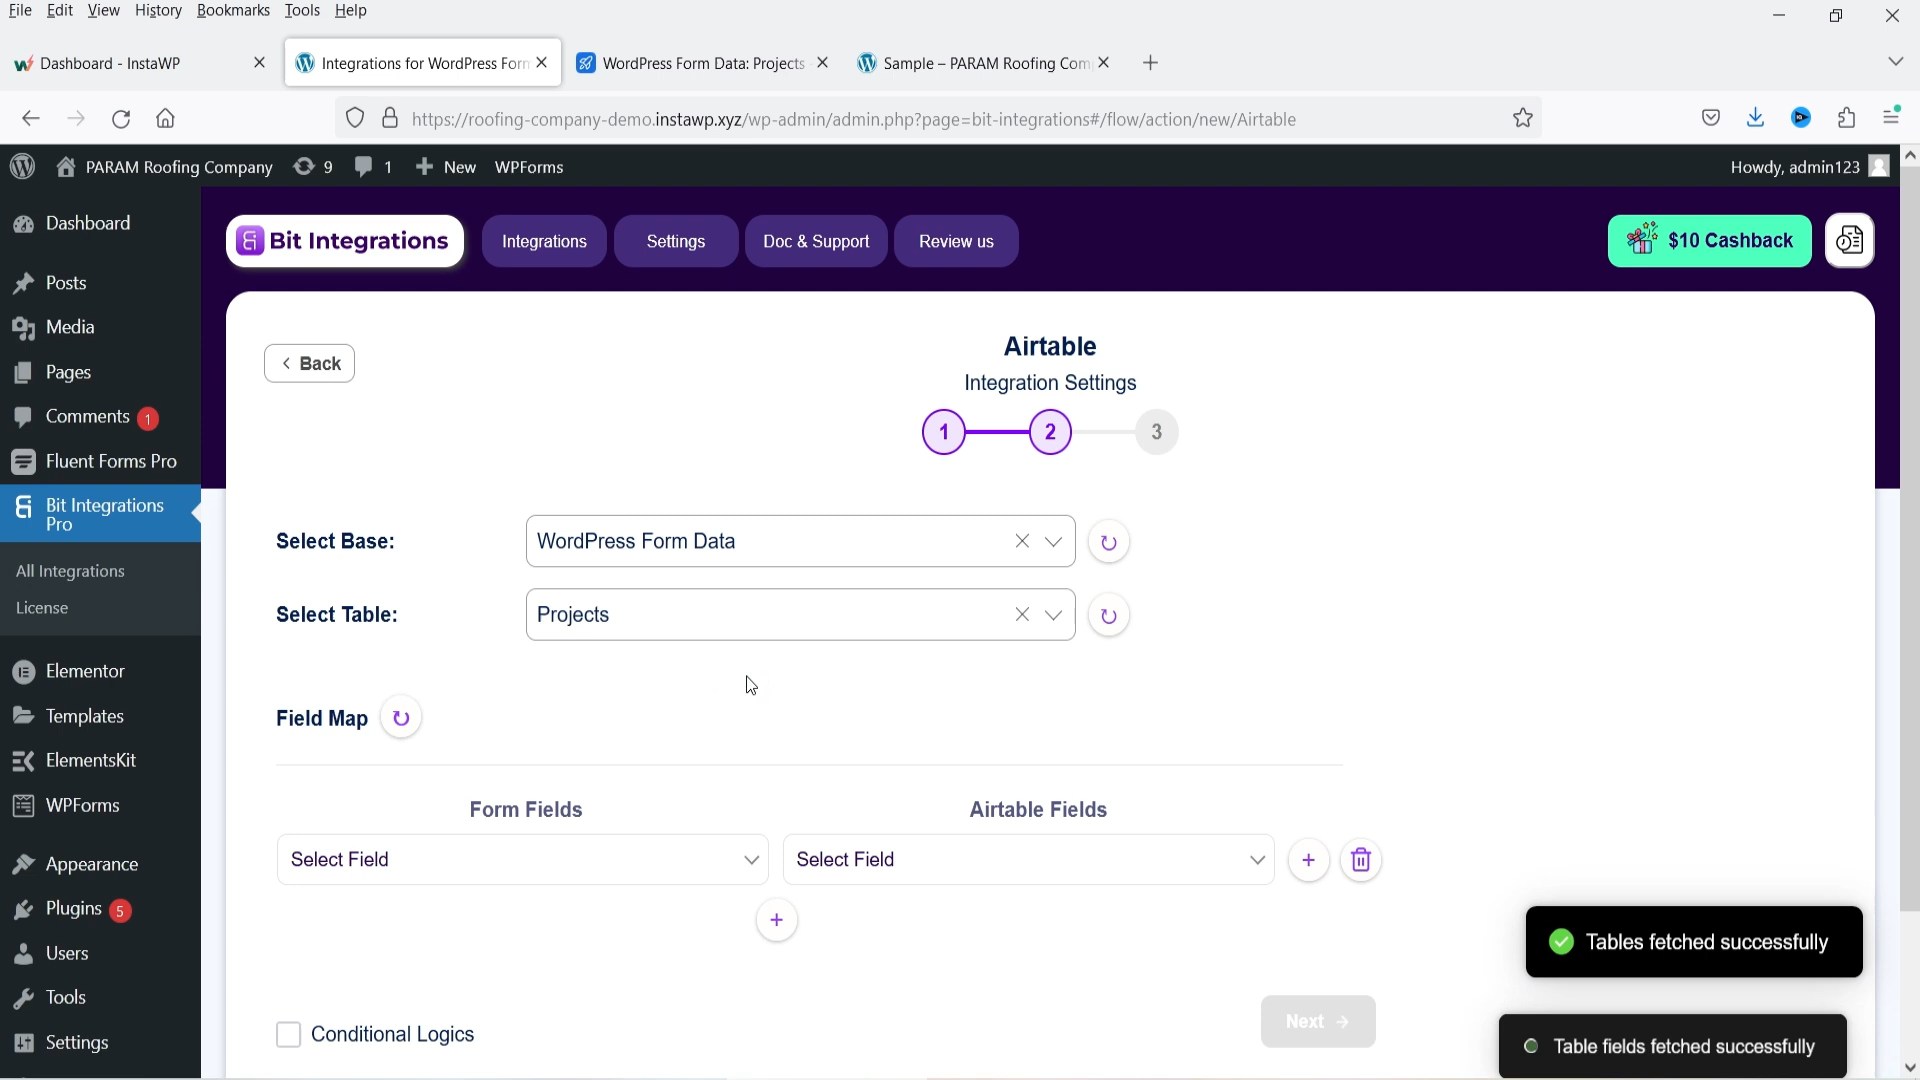 File Edit View History Bookmarks Tools Help
Dashboard - InstaWP
Integrations for WordPress Form
WordPress Form Data: Projects
Sample – PARAM Roofing Com
https://roofing-company-demo.instawp.xyz/wp-admin/admin.php?page=bit-integrations#/flow/action/new/Airtable
PARAM Roofing Company 9 1 New WPForms
Howdy, admin123
Dashboard
Posts
Media
Pages
Comments 1
Fluent Forms Pro
Bit Integrations
Pro
All Integrations
License
Elementor
Templates
ElementsKit
WPForms
Appearance
Plugins 5
Users
Tools
Settings
Bit Integrations
Integrations
Settings
Doc & Support
Review us
$10 Cashback
Back
Airtable
Integration Settings
1 2 3
Select Base: WordPress Form Data
Select Table: Projects
Field Map
Form Fields Airtable Fields
Select Field Select Field
Conditional Logics
Next
Tables fetched successfully
Table fields fetched successfully